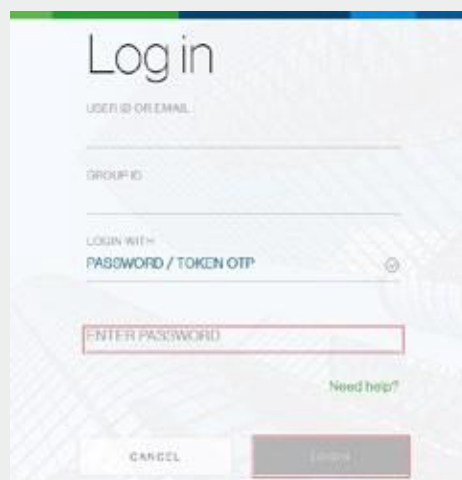 Log in
USER ID OR EMAIL
GROUP ID
LOGIN WITH
PASSWORD / TOKEN OTP
ENTER PASSWORD
Need help?
CANCEL